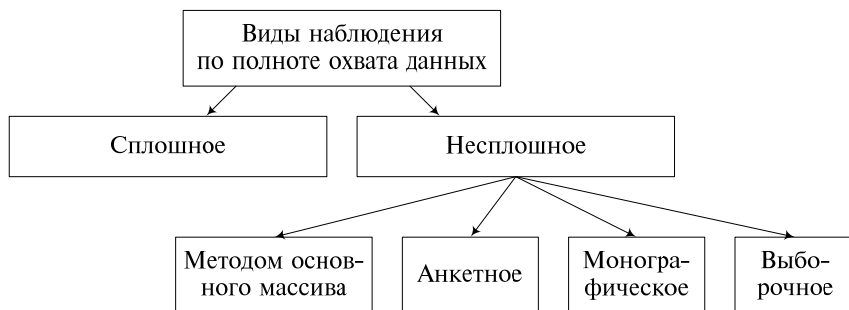 Виды наблюдения
по полноте охвата данных
Сплошное
Несплошное
Методом основ-
ного массива
Анкетное
Моногра-
фическое
Выбо-
рочное